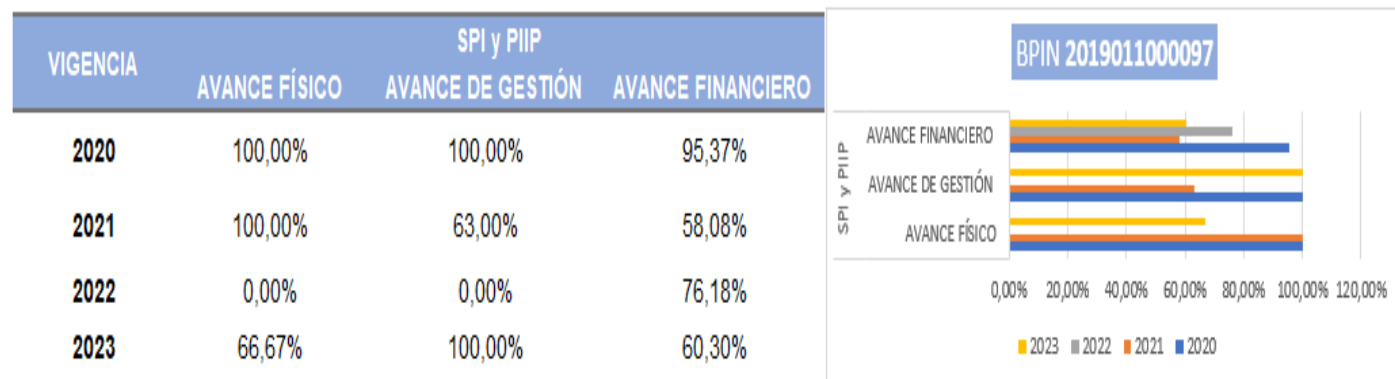 VIGENCIA SPI y PIIP
AVANCE FÍSICO AVANCE DE GESTIÓN AVANCE FINANCIERO
2020 100,00% 100,00% 95,37%
2021 100,00% 63,00% 58,08%
2022 0,00% 0,00% 76,18%
2023 66,67% 100,00% 60,30%
BPIN 2019011000097
SPI y PIIP
AVANCE FINANCIERO
AVANCE DE GESTIÓN
AVANCE FÍSICO
0,00% 20,00% 40,00% 60,00% 80,00% 100,00% 120,00%
2023 2022 2021 2020